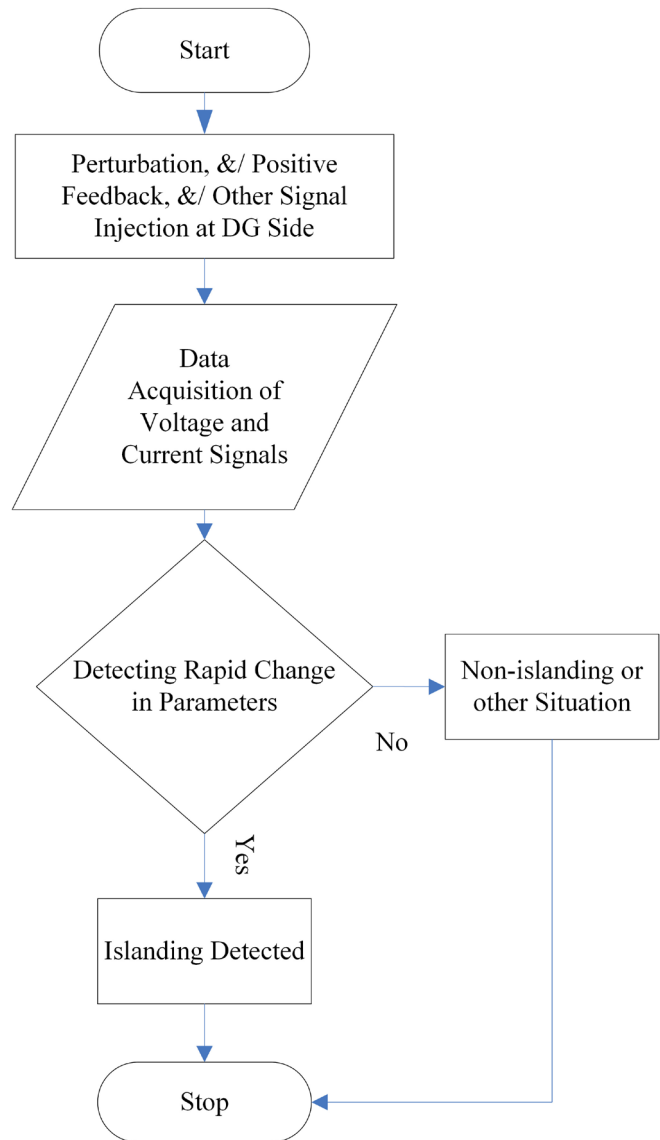 Start
Perturbation, &/ Positive
Feedback, &/ Other Signal
Injection at DG Side
Data
Acquisition of
Voltage and
Current Signals
Detecting Rapid Change
in Parameters
Non-islanding or
other Situation
No
Yes
Islanding Detected
Stop